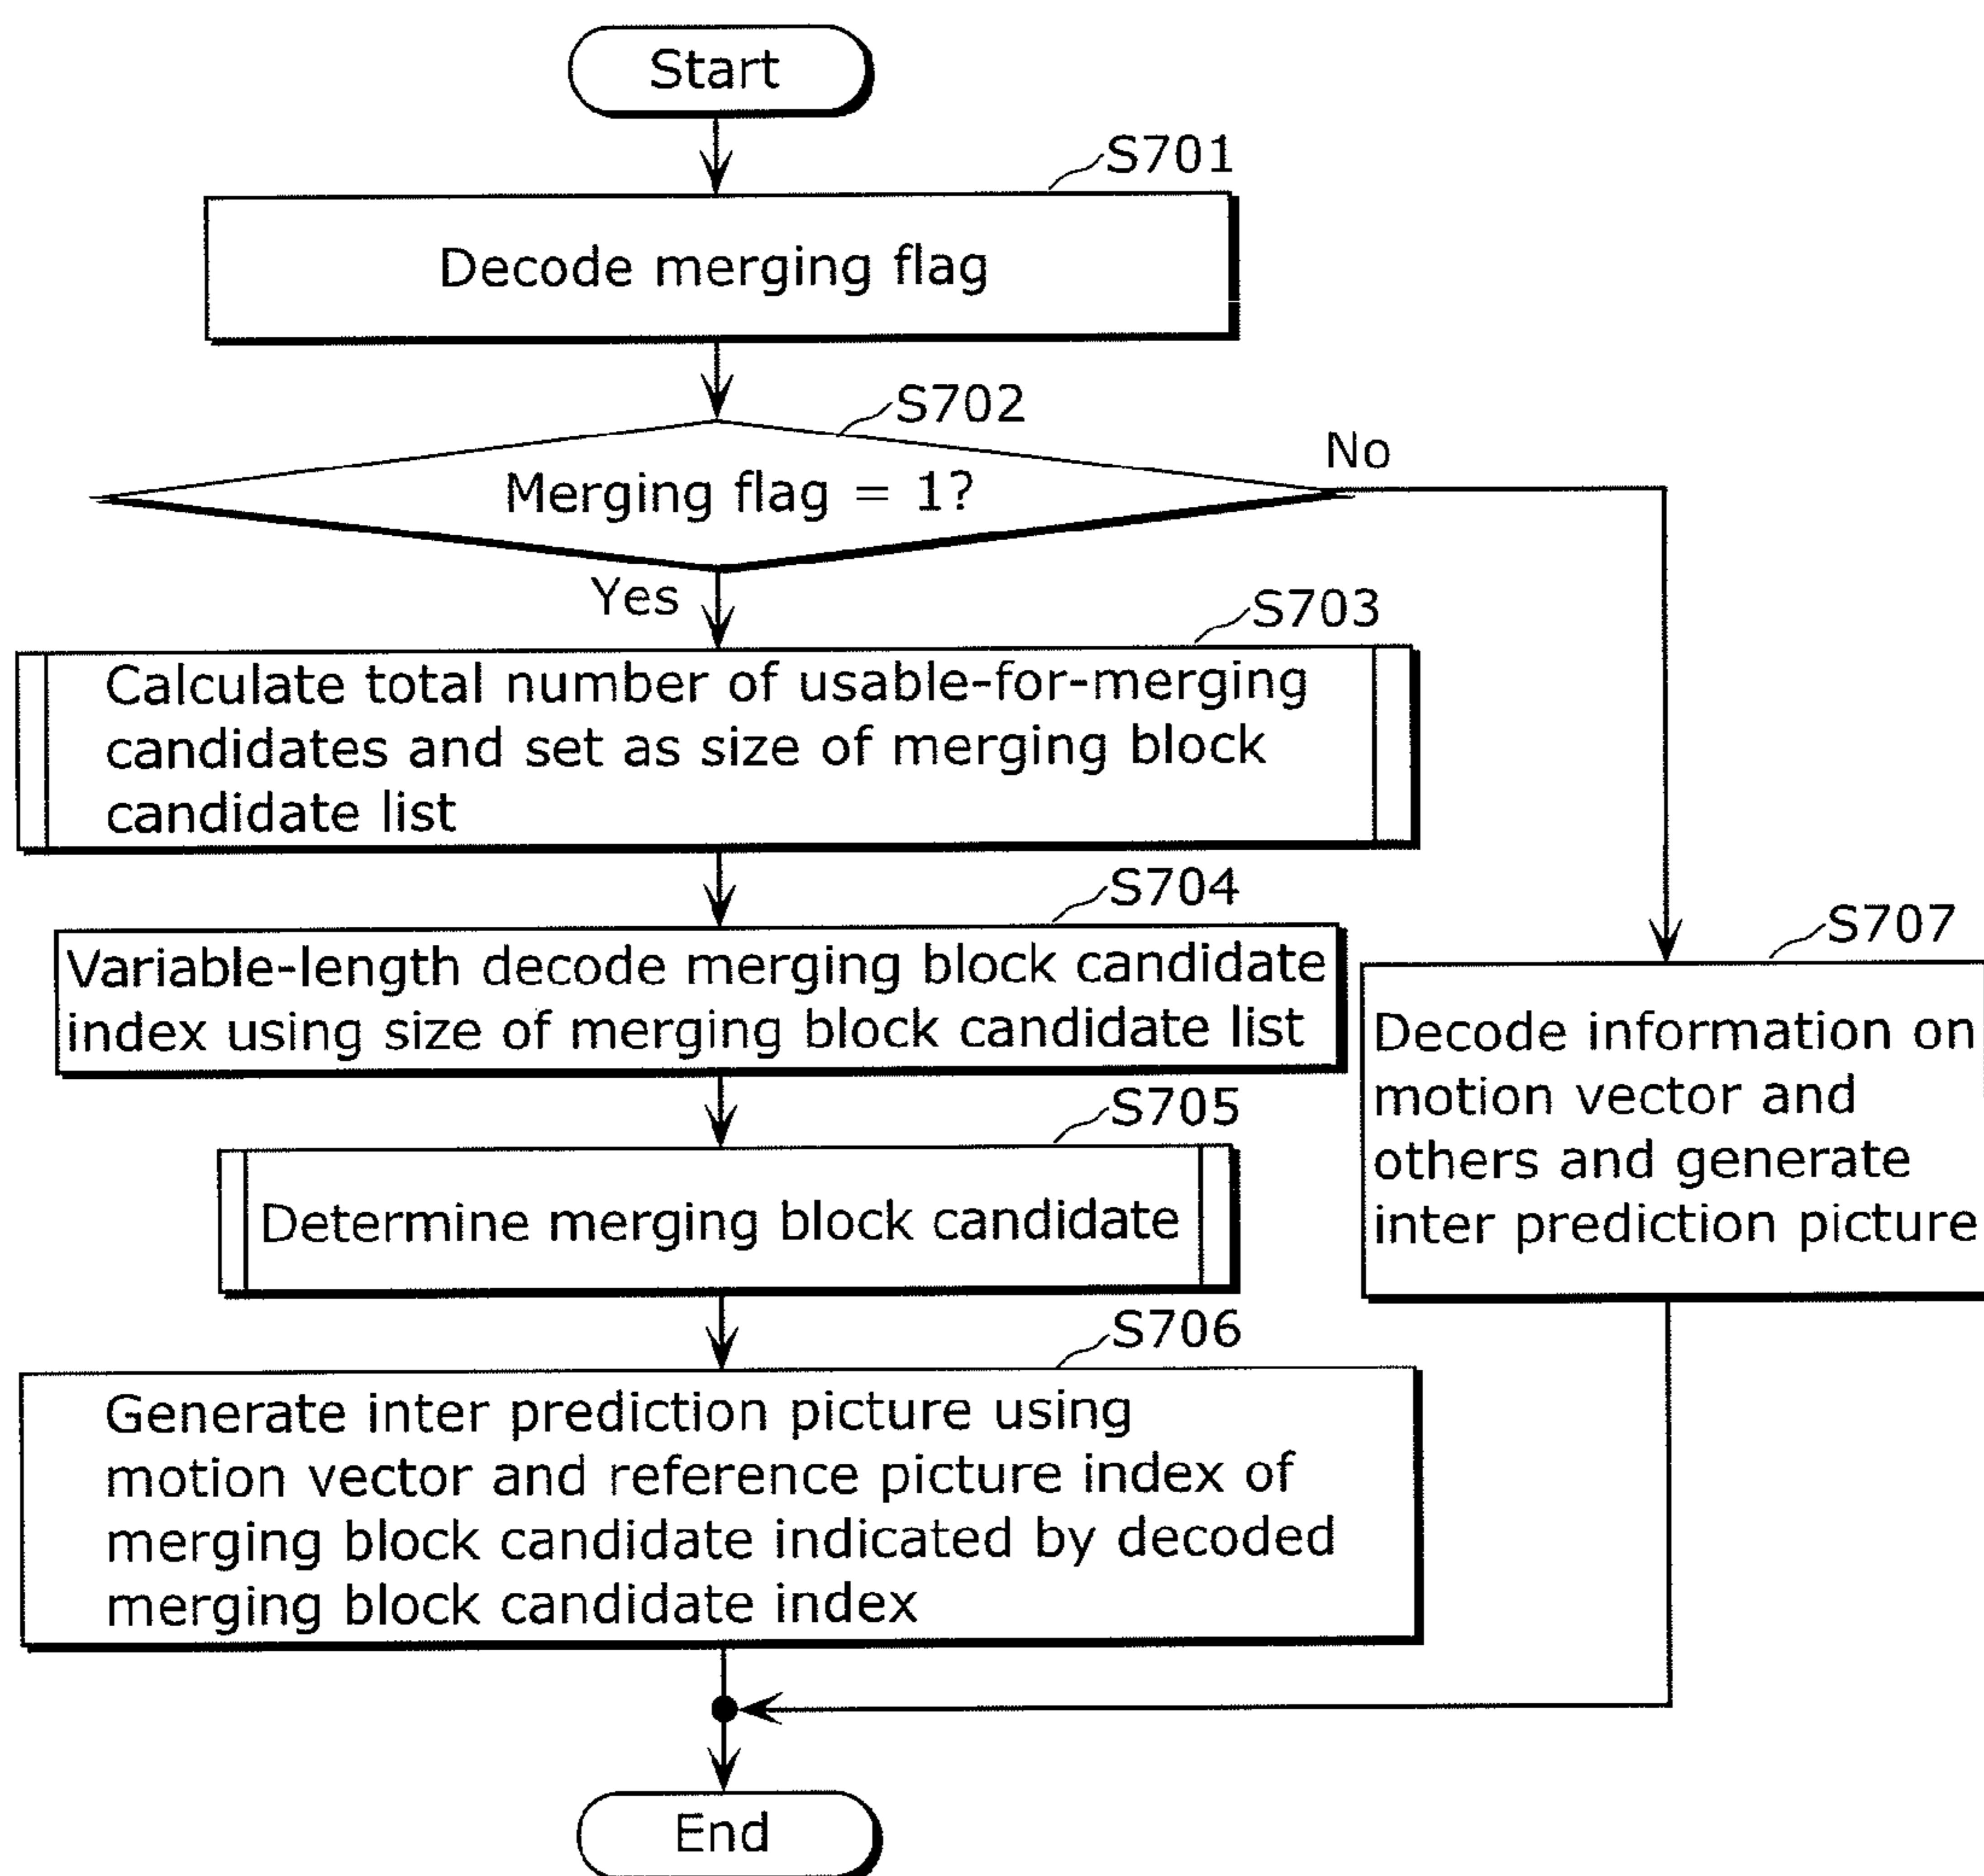 Start
S701
Decode merging flag
S702
Merging flag = 1?
No
Yes
S703
Calculate total number of usable-for-merging
candidates and set as size of merging block
candidate list
S704
Variable-length decode merging block candidate
index using size of merging block candidate list
S705
Determine merging block candidate
S706
Generate inter prediction picture using
motion vector and reference picture index of
merging block candidate indicated by decoded
merging block candidate index
S707
Decode information on
motion vector and
others and generate
inter prediction picture
End